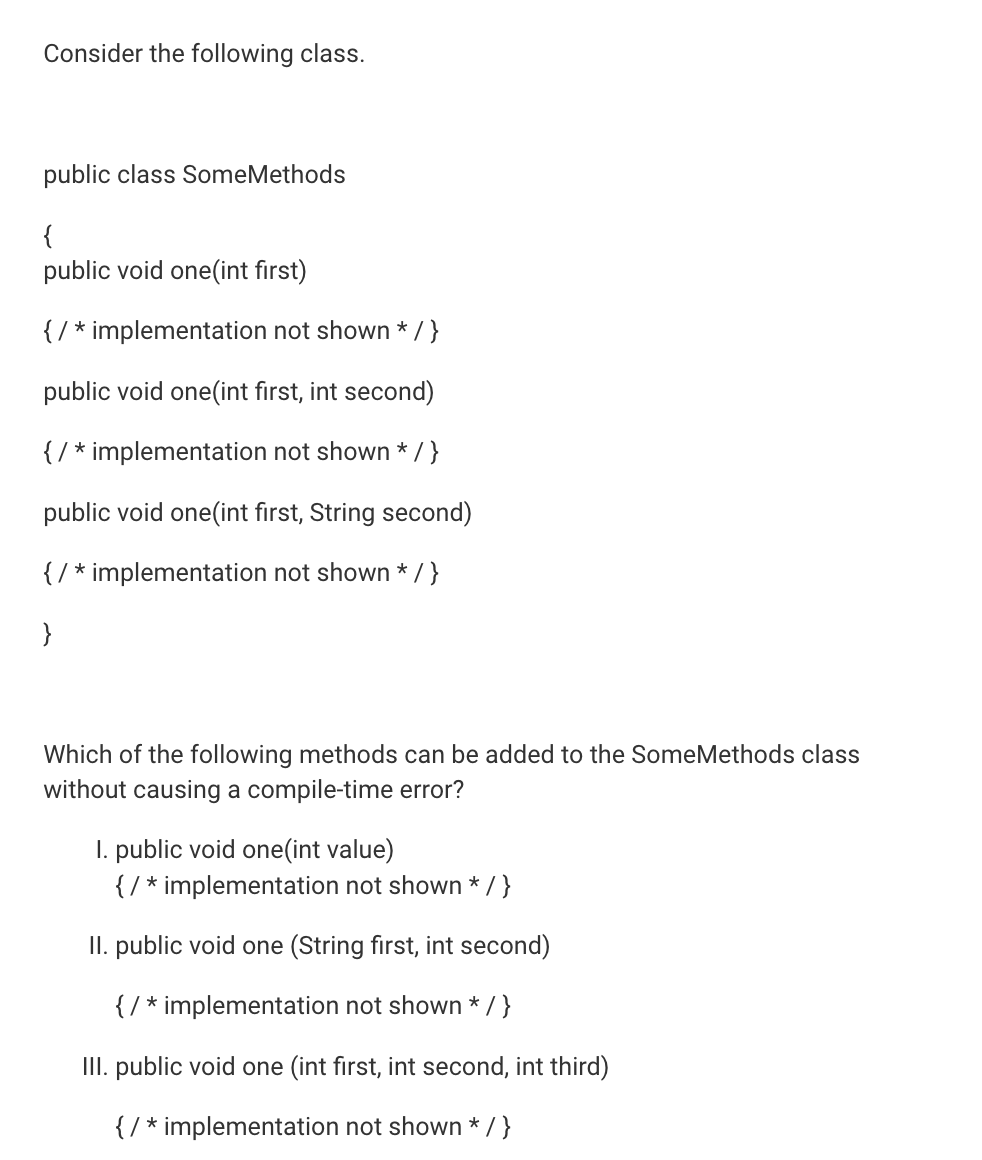 Consider the following class.
public class SomeMethods
{
public void one(int first)
{ / * implementation not shown * / }
public void one(int first, int second)
{ / * implementation not shown * / }
public void one(int first, String second)
{ / * implementation not shown * / }
}
Which of the following methods can be added to the SomeMethods class
without causing a compile-time error?
I. public void one(int value)
{ / * implementation not shown * / }
II. public void one (String first, int second)
{ / * implementation not shown * / }
III. public void one (int first, int second, int third)
{ / * implementation not shown * / }